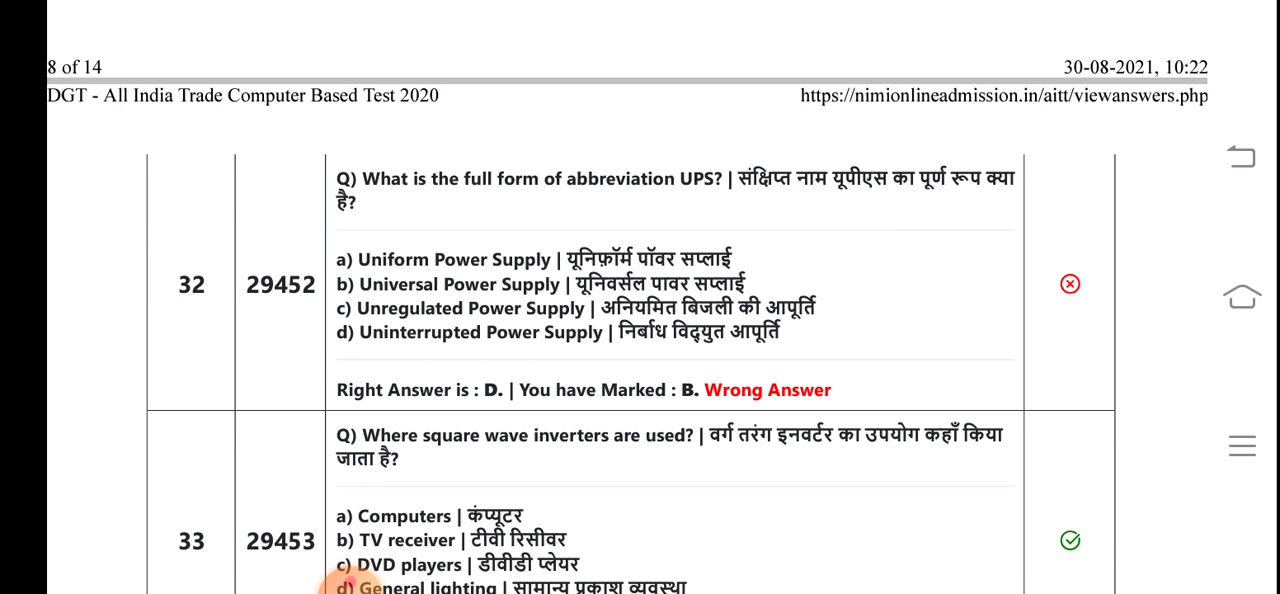 8 of 14
30-08-2021, 10:22
DGT - All India Trade Computer Based Test 2020
https://nimionlineadmission.in/aitt/viewanswers.php
32
29452
Q) What is the full form of abbreviation UPS? | संक्षिप्त नाम यूपीएस का पूर्ण रूप क्या
है?
a) Uniform Power Supply | यूनिफ़ॉर्म पॉवर सप्लाई
b) Universal Power Supply | यूनिवर्सल पावर सप्लाई
c) Unregulated Power Supply | अनियमित बिजली की आपूर्ति
d) Uninterrupted Power Supply | निर्बाध विद्युत आपूर्ति
Right Answer is : D. | You have Marked : B. Wrong Answer
33
29453
Q) Where square wave inverters are used? | वर्ग तरंग इनवर्टर का उपयोग कहाँ किया
जाता है?
a) Computers | कंप्यूटर
b) TV receiver | टीवी रिसीवर
c) DVD players | डीवीडी प्लेयर
d) General lighting | सामान्य प्रकाश व्यवस्था